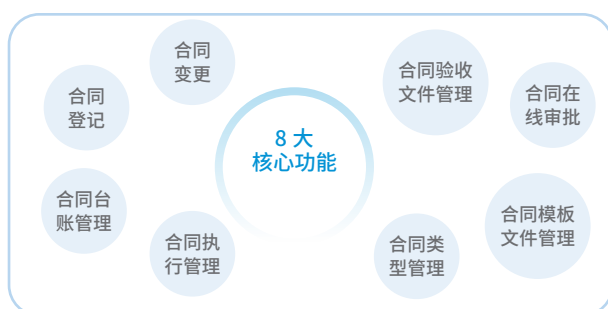 合同
变更
合同
登记
合同台
账管理
合同执
行管理
8 大
核心功能
合同验收
文件管理
合同在
线审批
合同模板
文件管理
合同类
型管理